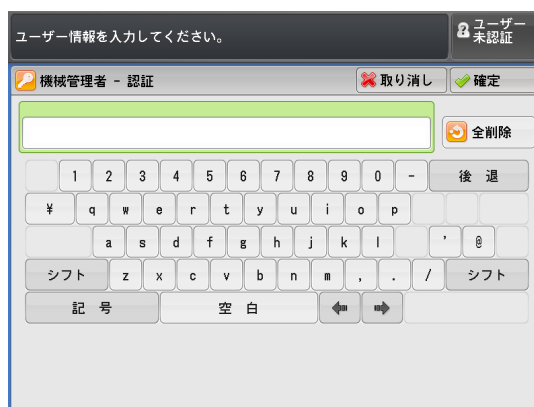 ユーザー情報を入力してください。
ユーザー
未認証
機械管理者 - 認証
取り消し
確定
全削除
1 2 3 4 5 6 7 8 9 0 - 後 退
¥ q w e r t y u i o p
a s d f g h j k l ' @
シフト z x c v b n m , . / シフト
記 号 空 白